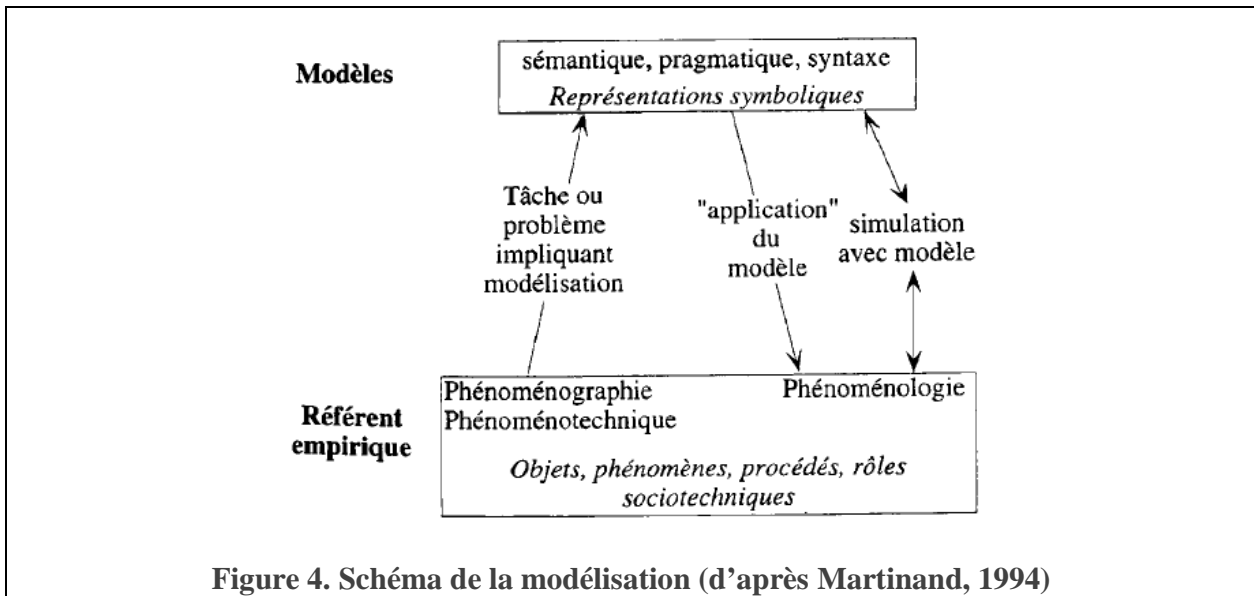 Modèles
sémantique, pragmatique, syntaxe
Représentations symboliques
Tâche ou
problème
impliquant
modélisation
"application"
du
modèle
simulation
avec modèle
Référent
empirique
Phénoménographie
Phénoménotechnique
Phénoménologie
Objets, phénomènes, procédés, rôles
sociotechniques
Figure 4. Schéma de la modélisation (d’après Martinand, 1994)